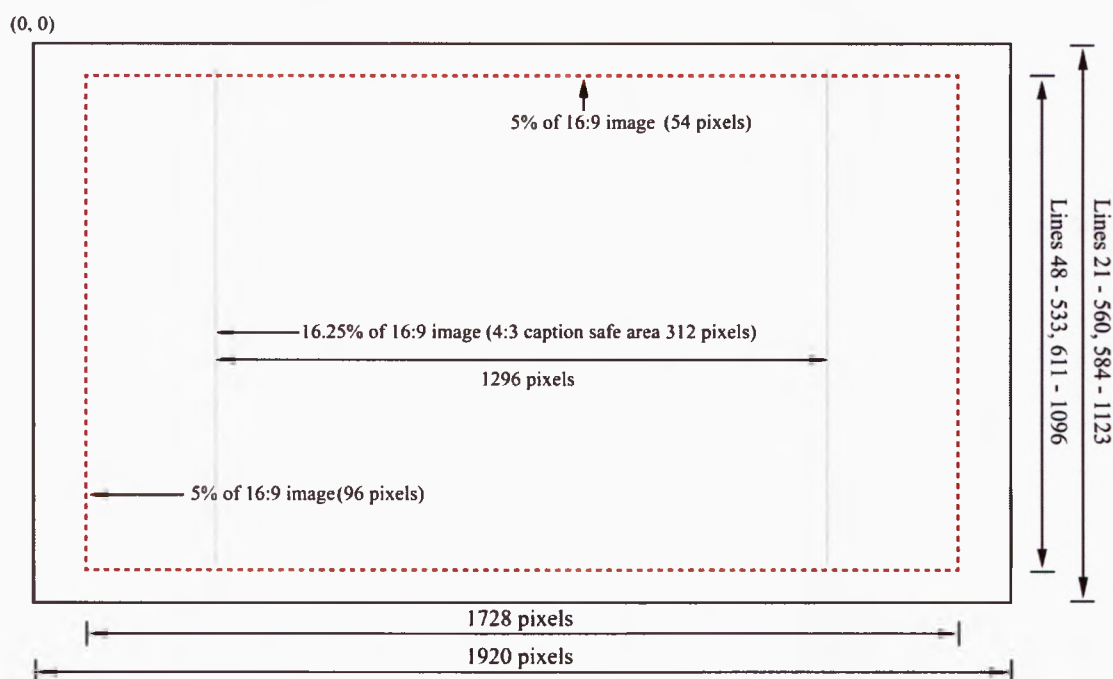 (0, 0)
5% of 16:9 image (54 pixels)
16.25% of 16:9 image (4:3 caption safe area 312 pixels)
1296 pixels
5% of 16:9 image (96 pixels)
1728 pixels
1920 pixels
Lines 48 - 533, 611 - 1096
Lines 21 - 560, 584 - 1123